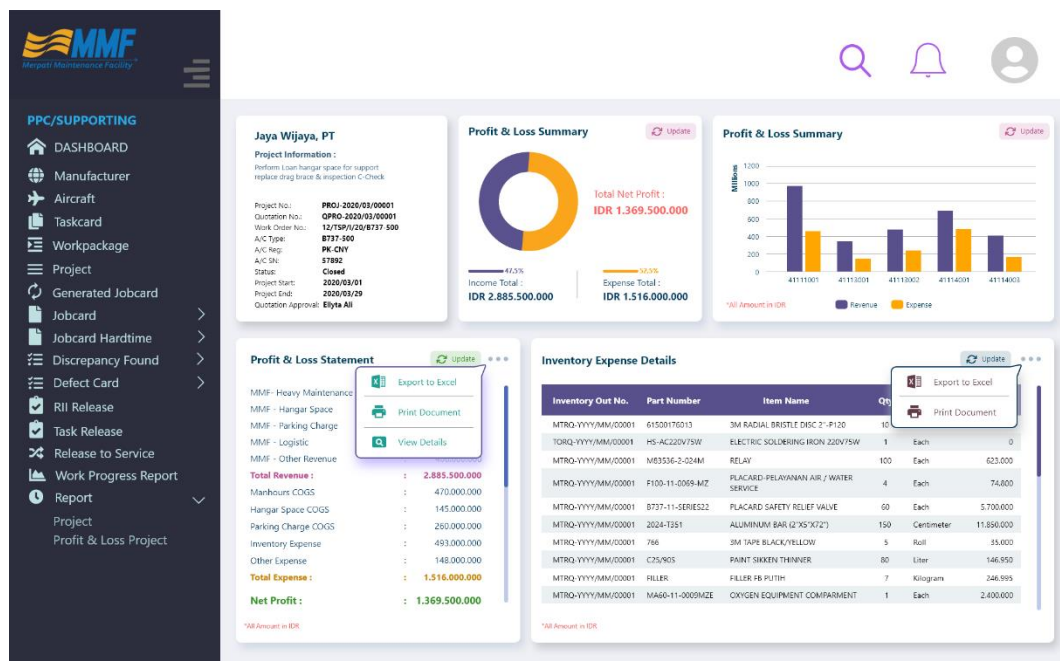 MMF
Merpati Maintenance Facility
PPC/SUPPORTING
DASHBOARD
Manufacturer
Aircraft
Taskcard
Workpackage
Project
Generated Jobcard
Jobcard
Jobcard Hardtime
Discrepancy Found
Defect Card
RII Release
Task Release
Release to Service
Work Progress Report
Report
Project
Profit & Loss Project
Jaya Wijaya, PT
Project Information :
Perform Loan hangar space for support
replace drag brace & inspection C-Check
Project No.: PROJ-2020/03/00001
Quotation No.: QPRO-2020/03/00001
Work Order No.: 12/TSP/I/20/B737-500
A/C Type: B737-500
A/C Reg: PK-CNY
A/C SN: 57892
Status: Closed
Project Start: 2020/03/01
Project End: 2020/03/29
Quotation Approval: Ellyta Ali
Profit & Loss Summary
Update
Total Net Profit :
IDR 1.369.500.000
47,5%
Income Total :
IDR 2.885.500.000
52,5%
Expense Total :
IDR 1.516.000.000
Profit & Loss Summary
Update
Millions
1200
1000
800
600
400
200
0
41111001 41113001 41113002 41114001 41114003
*All Amount in IDR
Revenue
Expense
Profit & Loss Statement
Update
Export to Excel
Print Document
View Details
MMF- Heavy Maintenance
MMF - Hangar Space
MMF - Parking Charge
MMF - Logistic
MMF - Other Revenue
Total Revenue : : 2.885.500.000
Manhours COGS : 470.000.000
Hangar Space COGS : 145.000.000
Parking Charge COGS : 260.000.000
Inventory Expense : 493.000.000
Other Expense : 148.000.000
Total Expense : : 1.516.000.000
Net Profit : : 1.369.500.000
*All Amount in IDR
Inventory Expense Details
Update
Export to Excel
Print Document
Inventory Out No. Part Number Item Name Qty
MTRQ-YYYY/MM/00001 61500176013 3M RADIAL BRISTLE DISC 2"-P120 10
TORQ-YYYY/MM/00001 HS-AC220V75W ELECTRIC SOLDERING IRON 220V75W 1 Each 0
MTRQ-YYYY/MM/00001 M83536-2-024M RELAY 100 Each 623.000
MTRQ-YYYY/MM/00001 F100-11-0069-MZ PLACARD-PELAYANAN AIR / WATER SERVICE 4 Each 74.800
MTRQ-YYYY/MM/00001 B737-11-SERIES22 PLACARD SAFETY RELIEF VALVE 60 Each 5.700.000
MTRQ-YYYY/MM/00001 2024-T351 ALUMINUM BAR (2"X5"X72") 150 Centimeter 11.850.000
MTRQ-YYYY/MM/00001 766 3M TAPE BLACK/YELLOW 5 Roll 35.000
MTRQ-YYYY/MM/00001 C25/90S PAINT SIKKEN THINNER 80 Liter 146.950
MTRQ-YYYY/MM/00001 FILLER FILLER FB PUTIH 7 Kilogram 246.995
MTRQ-YYYY/MM/00001 MA60-11-0009MZE OXYGEN EQUIPMENT COMPARMENT 1 Each 2.400.000
*All Amount in IDR